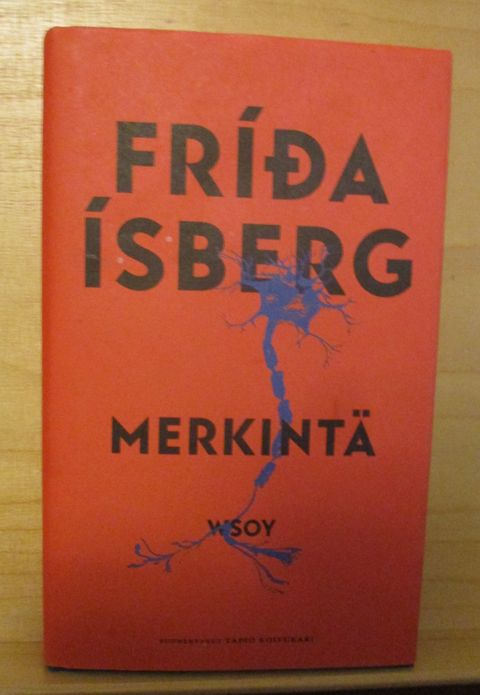 FRÍÐA
ÍSBERG
MERKINTÄ
WSOY
SUOMENTANUT TAPIO KOIVUKARI